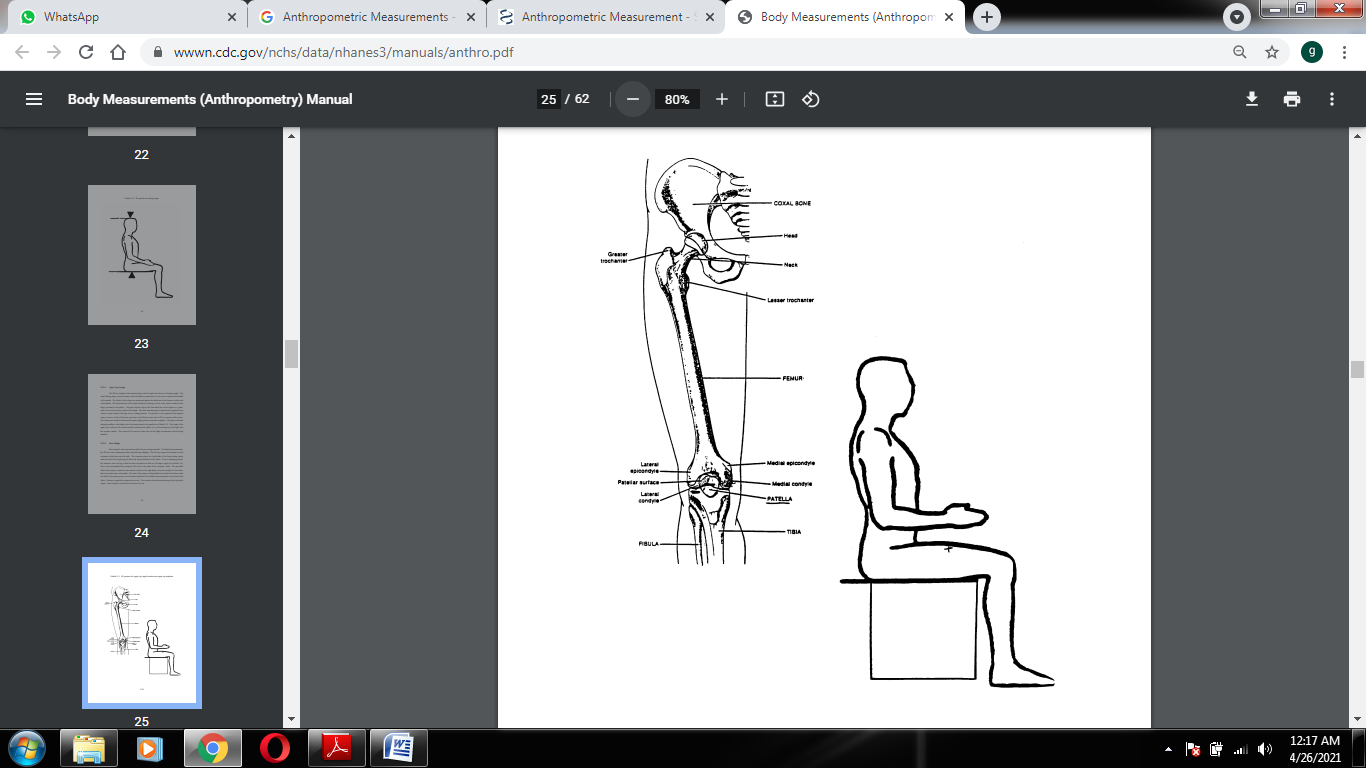 WhatsApp
Anthropometric Measurements -
Anthropometric Measurement - S
Body Measurements (Anthropom
wwwn.cdc.gov/nchs/data/nhanes3/manuals/anthro.pdf
g
Body Measurements (Anthropometry) Manual
25 / 62
80%
22
23
24
25
COXAL BONE
Head
Greater
trochanter
Neck
Lesser trochanter
FEMUR
Lateral
epicondyle
Medial epicondyle
Patellar surface
Medial condyle
Lateral
condyle
PATELLA
TIBIA
FIBULA
12:17 AM
4/26/2021